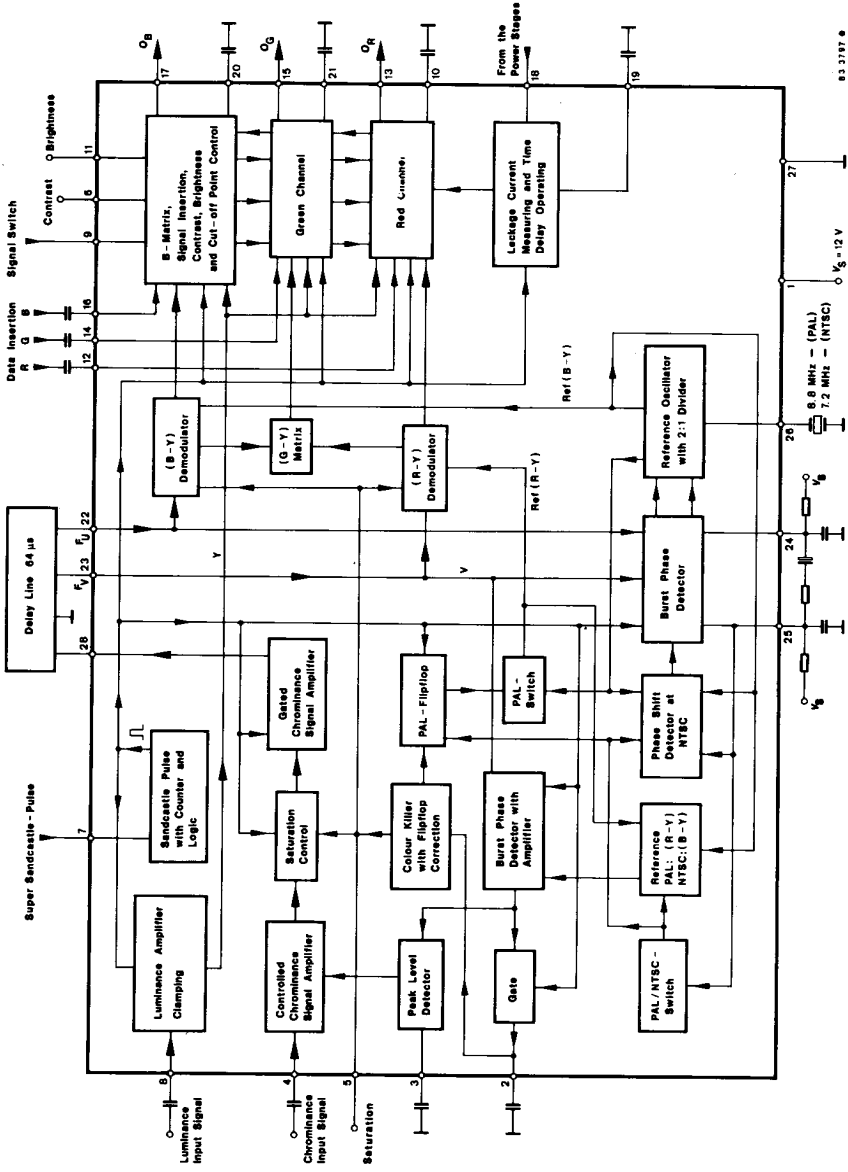 Super Sandcastle-Pulse
7
Delay Line 64 µs
28
F_V
23
F_U
22
Data Insertion
R
G
B
12
14
16
Signal Switch
9
Contrast
6
Brightness
11
Luminance
Input Signal
8
Luminance Amplifier
Clamping
Sandcastle Pulse
with Counter and
Logic
Y
(B-Y)
Demodulator
B-Matrix,
Signal Insertion,
Contrast, Brightness
and Cut-off Point Control
17
O_B
20
Chrominance
Input Signal
4
Controlled
Chrominance
Signal Amplifier
Saturation
Control
Gated
Chrominance
Signal Amplifier
(G-Y)
Matrix
Green Channel
15
O_G
21
5
Saturation
Colour Killer
with Flipflop
Correction
PAL-Flipflop
V
(R-Y)
Demodulator
Red Channel
13
O_R
10
3
Peak Level
Detector
PAL-
Switch
Ref (R-Y)
Ref (B-Y)
2
Gate
Burst Phase
Detector with
Amplifier
Leckage Current
Measuring and Time
Delay Operating
From the
Power Stages
18
19
PAL/NTSC-
Switch
Reference
PAL: (R-Y)
NTSC:(B-Y)
Phase Shift
Detector at
NTSC
Burst Phase
Detector
Reference Oscillator
with 2:1 Divider
25
24
26
1
27
V_S
V_S
8.8 MHz - (PAL)
7.2 MHz - (NTSC)
V_S = 12 V
83 3797 e